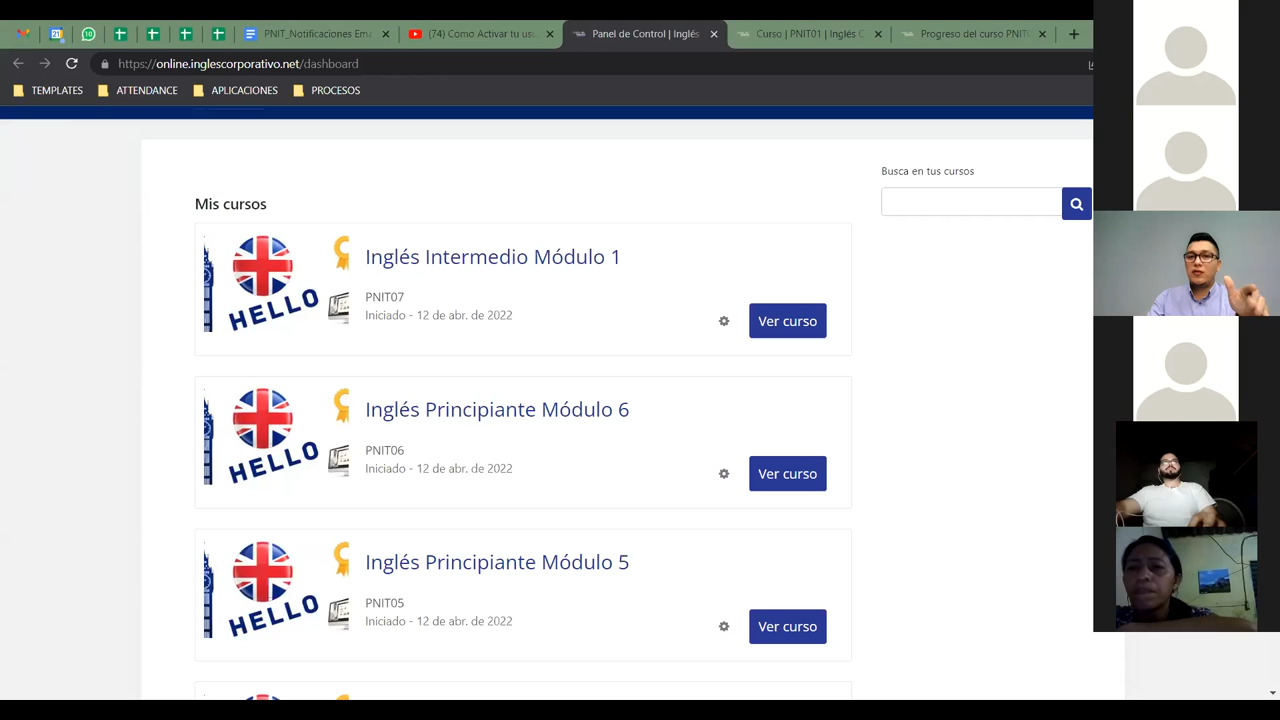 PNIT_Notificaciones Ema
(74) Como Activar tu usu
Panel de Control | Inglés
Curso | PNIT01 | Inglés C
Progreso del curso PNIT
https://online.inglescorporativo.net/dashboard
TEMPLATES
ATTENDANCE
APLICACIONES
PROCESOS
Busca en tus cursos
Mis cursos
HELLO
Inglés Intermedio Módulo 1
PNIT07
Iniciado - 12 de abr. de 2022
Ver curso
HELLO
Inglés Principiante Módulo 6
PNIT06
Iniciado - 12 de abr. de 2022
Ver curso
HELLO
Inglés Principiante Módulo 5
PNIT05
Iniciado - 12 de abr. de 2022
Ver curso